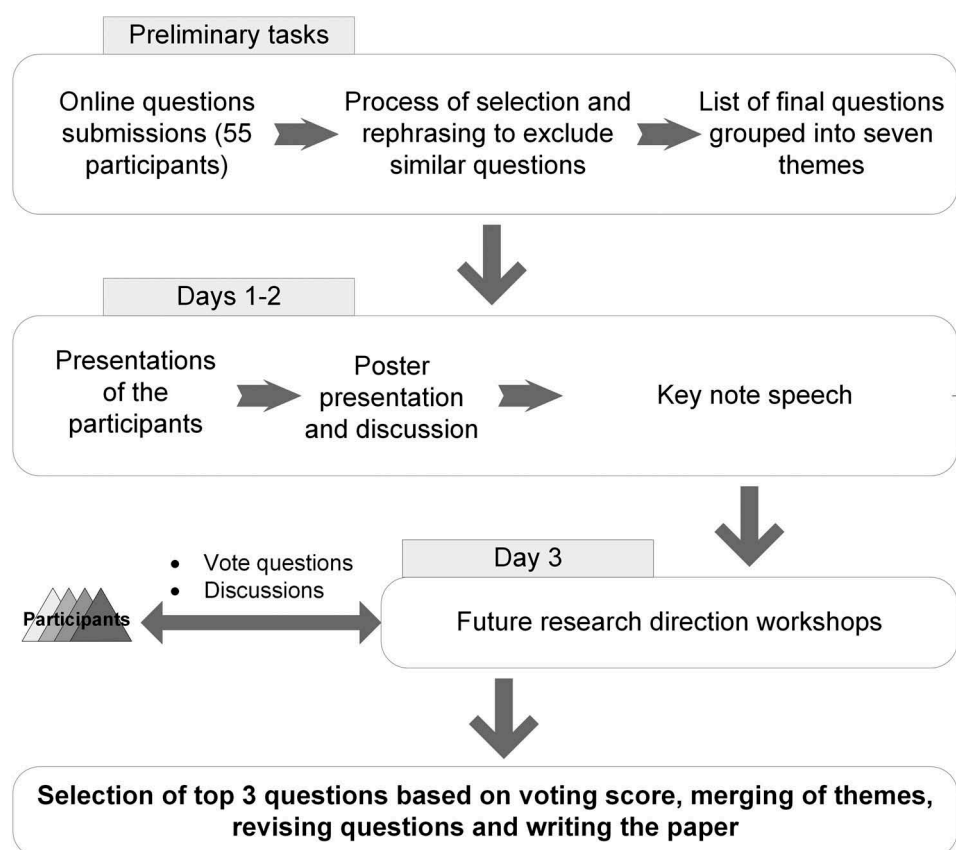 Preliminary tasks
Online questions
submissions (55
participants)
Process of selection and
rephrasing to exclude
similar questions
List of final questions
grouped into seven
themes
Days 1-2
Presentations
of the
participants
Poster
presentation
and discussion
Key note speech
• Vote questions
• Discussions
Participants
Day 3
Future research direction workshops
Selection of top 3 questions based on voting score, merging of themes,
revising questions and writing the paper